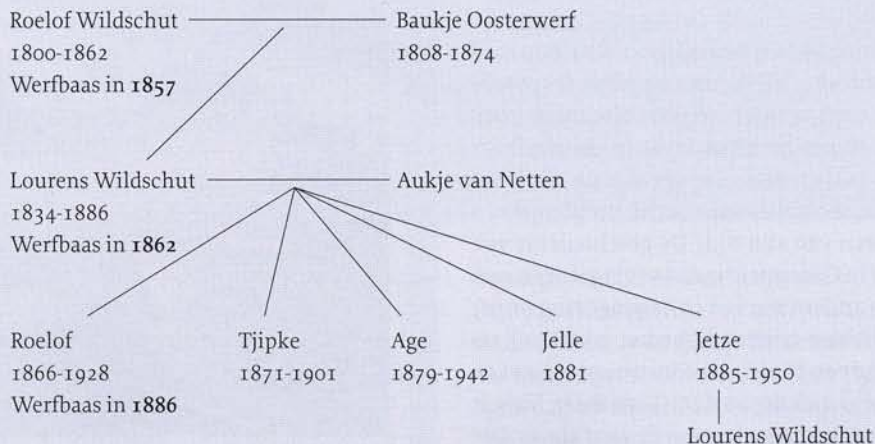 Roelof Wildschut Baukje Oosterwerf
1800-1862 1808-1874
Werfbaas in 1857
Lourens Wildschut Aukje van Netten
1834-1886
Werfbaas in 1862
Roelof Tjipke Age Jelle Jetze
1866-1928 1871-1901 1879-1942 1881 1885-1950
Werfbaas in 1886
Lourens Wildschut